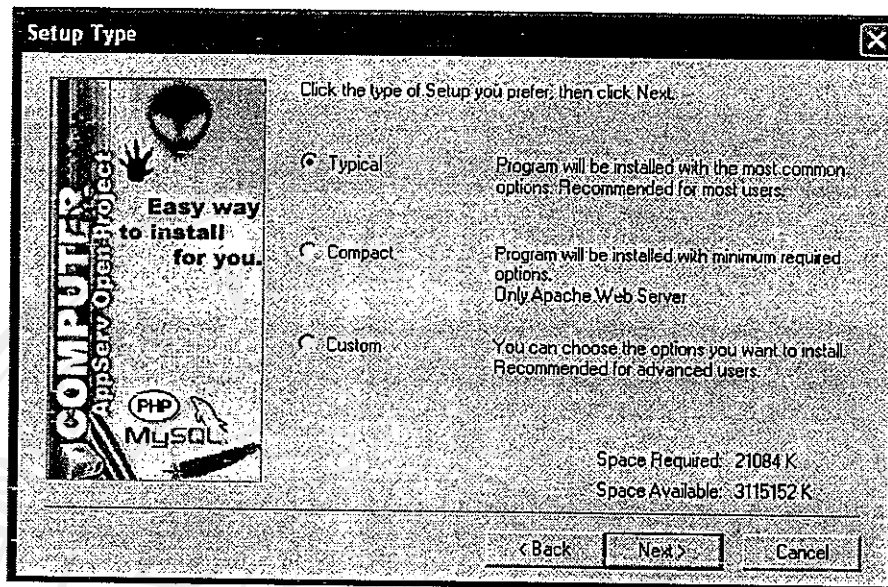 Setup Type
Click the type of Setup you prefer, then click Next.
Typical
Program will be installed with the most common
options. Recommended for most users.
Compact
Program will be installed with minimum required
options.
Only Apache Web Server
Custom
You can choose the options you want to install.
Recommended for advanced users.
COMPUTER
AppServ Open Project
Easy way
to install
for you.
PHP
MySQL
Space Required: 21084 K
Space Available: 3115152 K
< Back
Next >
Cancel